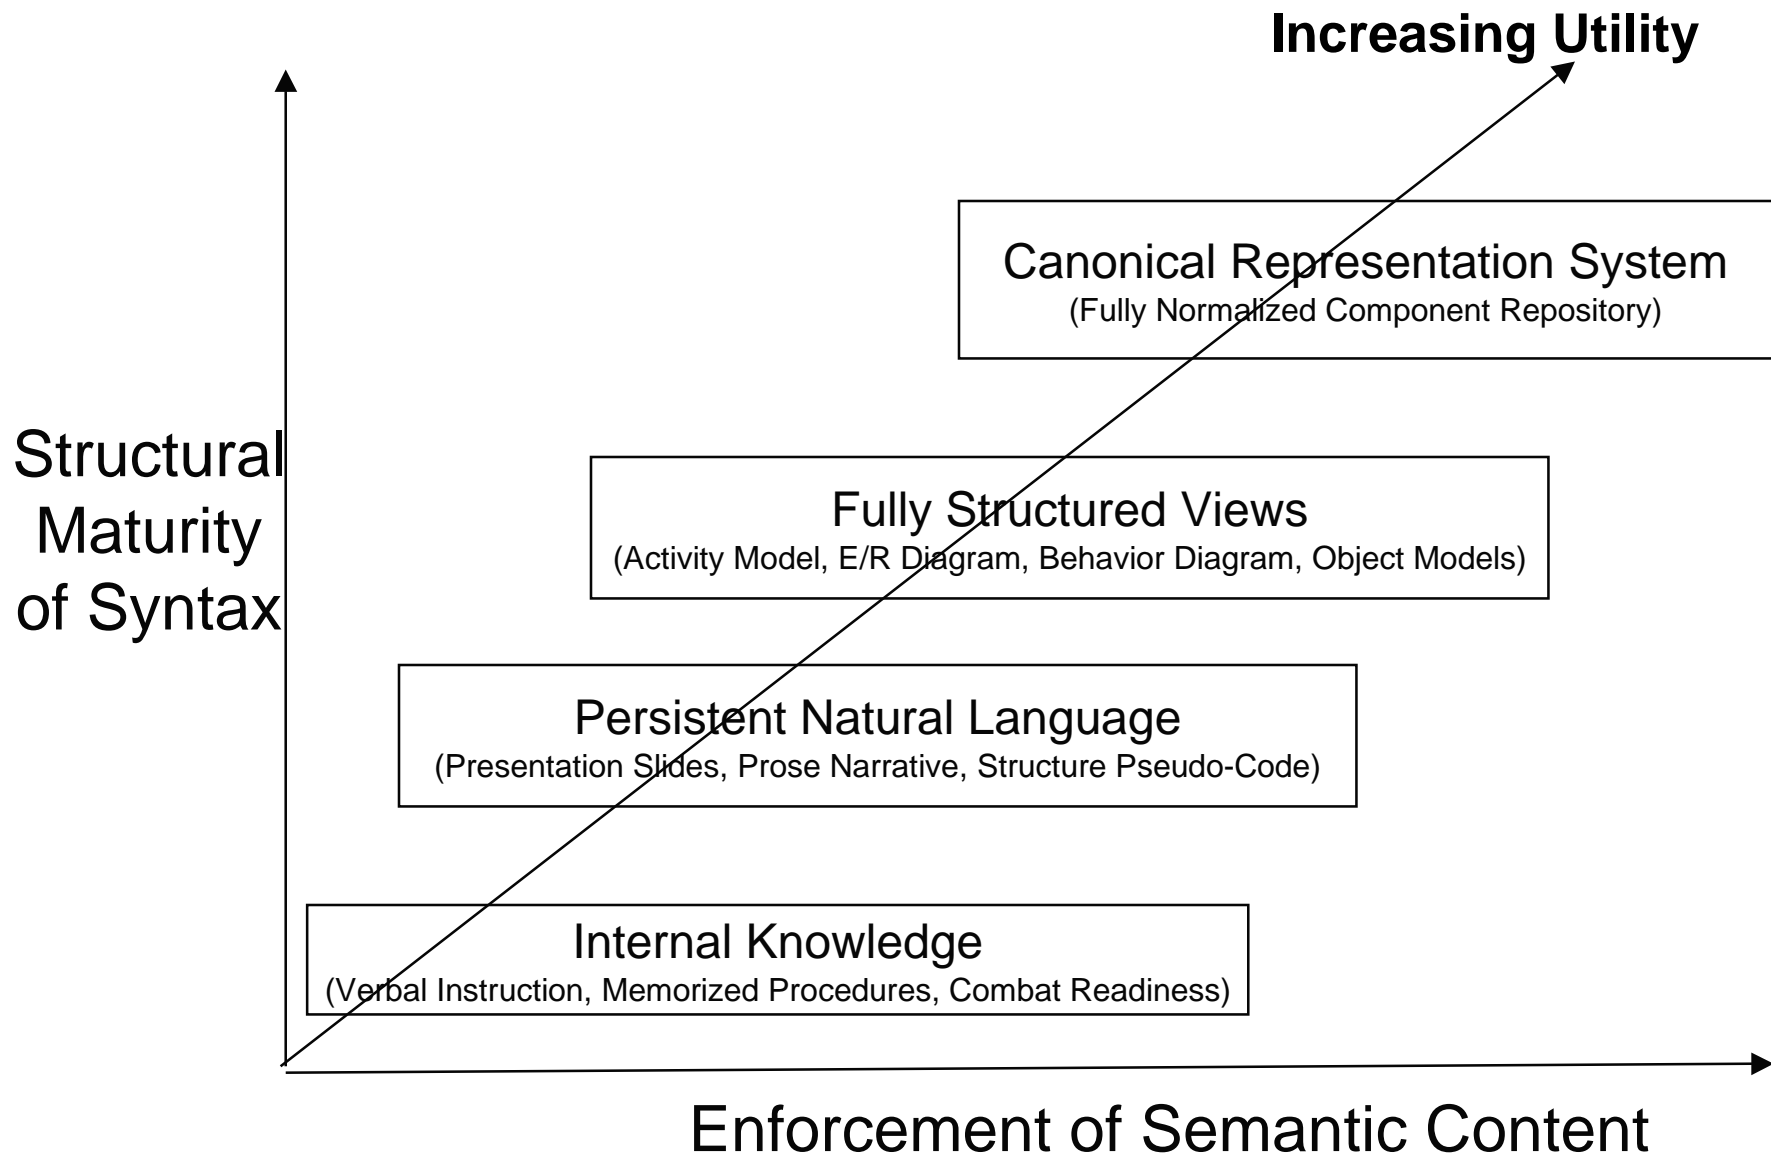 Increasing Utility
Canonical Representation System
(Fully Normalized Component Repository)
Structural
Maturity
of Syntax
Fully Structured Views
(Activity Model, E/R Diagram, Behavior Diagram, Object Models)
Persistent Natural Language
(Presentation Slides, Prose Narrative, Structure Pseudo-Code)
Internal Knowledge
(Verbal Instruction, Memorized Procedures, Combat Readiness)
Enforcement of Semantic Content